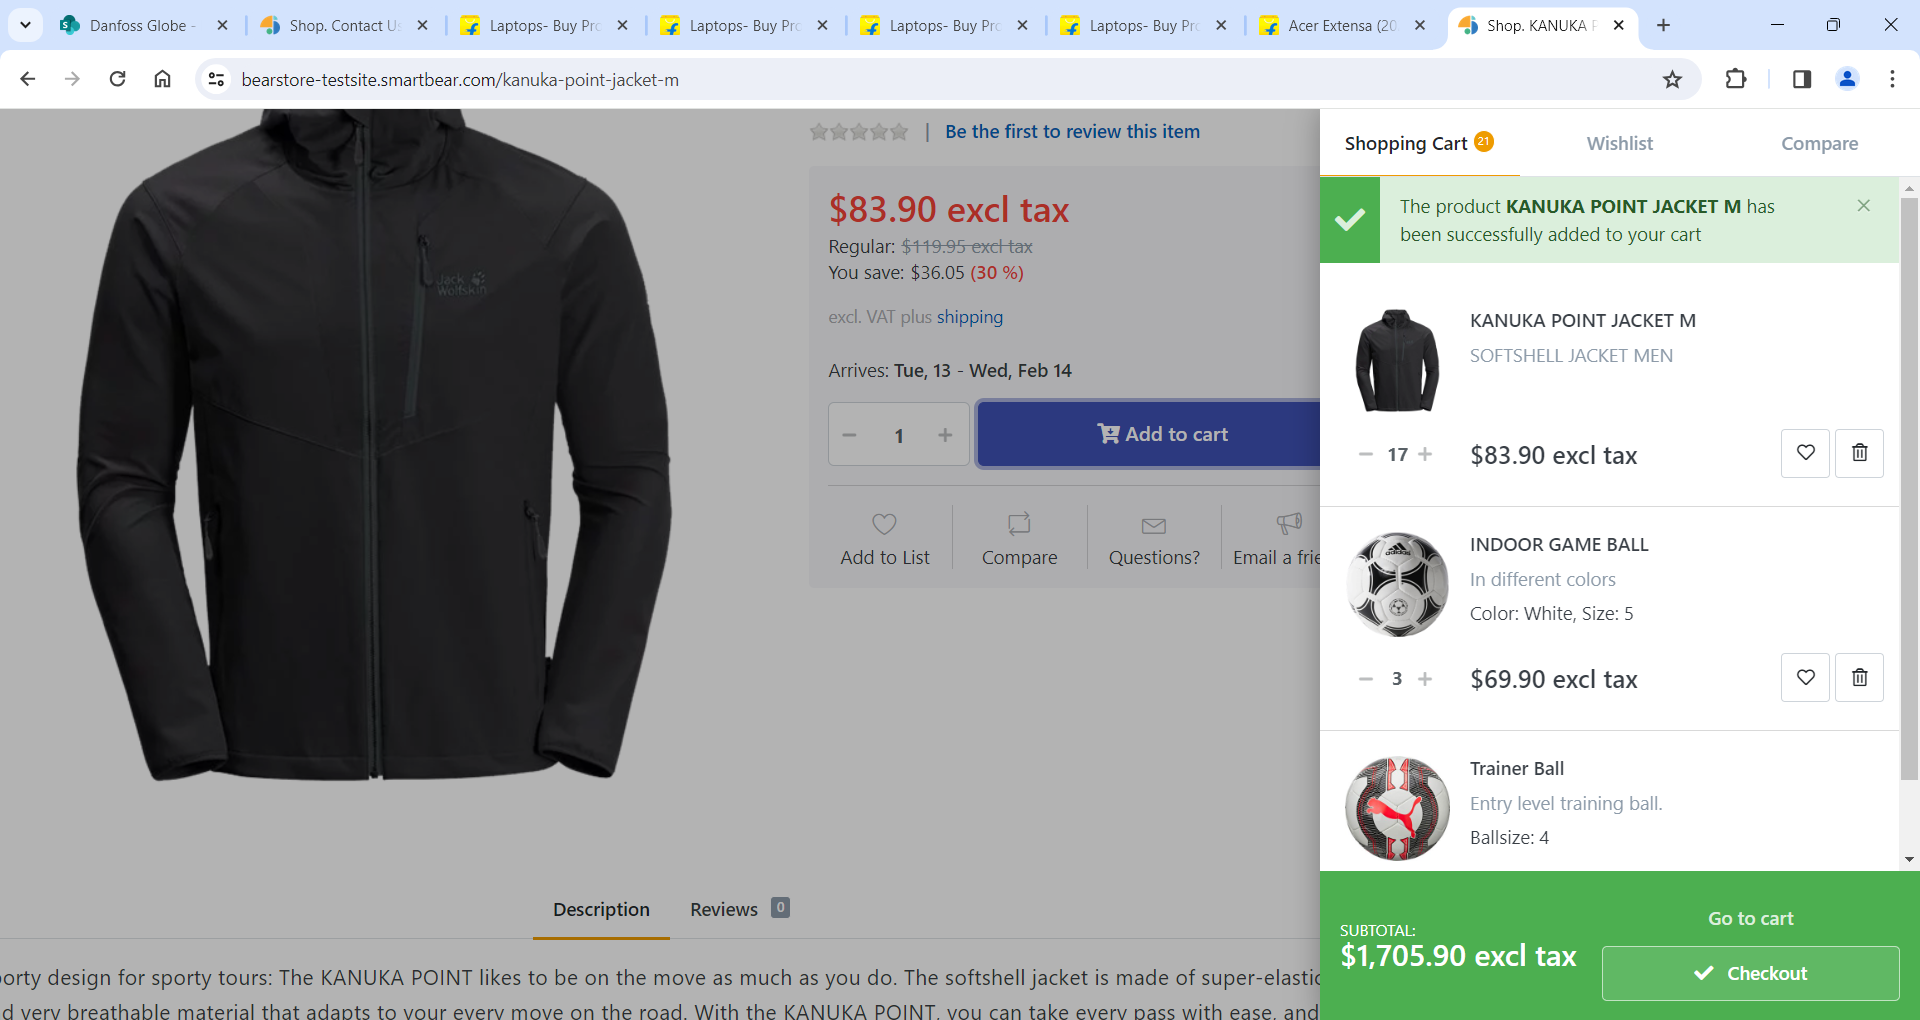 Danfoss Globe -
Shop. Contact Us
Laptops- Buy Pro
Laptops- Buy Pro
Laptops- Buy Pro
Laptops- Buy Pro
Acer Extensa (20
Shop. KANUKA P
bearstore-testsite.smartbear.com/kanuka-point-jacket-m
Jack
Wolfskin
| Be the first to review this item
$83.90 excl tax
Regular: $119.95 excl tax
You save: $36.05 (30 %)
excl. VAT plus shipping
Arrives: Tue, 13 - Wed, Feb 14
− 1 +
Add to cart
Add to List
Compare
Questions?
Email a frie
Description
Reviews 0
orty design for sporty tours: The KANUKA POINT likes to be on the move as much as you do. The softshell jacket is made of super-elastic
d very breathable material that adapts to your every move on the road. With the KANUKA POINT, you can take every pass with ease, and
Shopping Cart 21
Wishlist
Compare
The product KANUKA POINT JACKET M has
been successfully added to your cart
KANUKA POINT JACKET M
SOFTSHELL JACKET MEN
− 17 +
$83.90 excl tax
adidas
INDOOR GAME BALL
In different colors
Color: White, Size: 5
− 3 +
$69.90 excl tax
Trainer Ball
Entry level training ball.
Ballsize: 4
SUBTOTAL:
$1,705.90 excl tax
Go to cart
Checkout